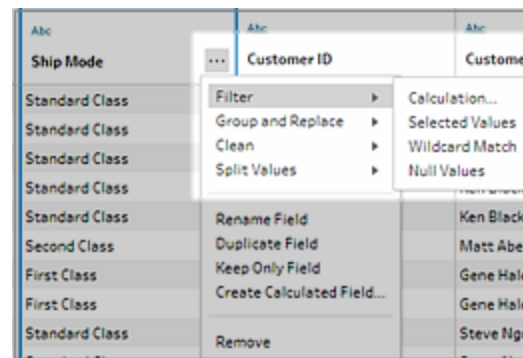 Abc Abc Abc
Ship Mode ... Customer ID Custome
Standard Class
Standard Class
Standard Class
Standard Class
Standard Class Ken Black
Second Class Matt Abe
First Class Gene Hale
First Class Gene Hale
Standard Class Steve Ng
Filter
Group and Replace
Clean
Split Values
Rename Field
Duplicate Field
Keep Only Field
Create Calculated Field...
Remove
Calculation...
Selected Values
Wildcard Match
Null Values